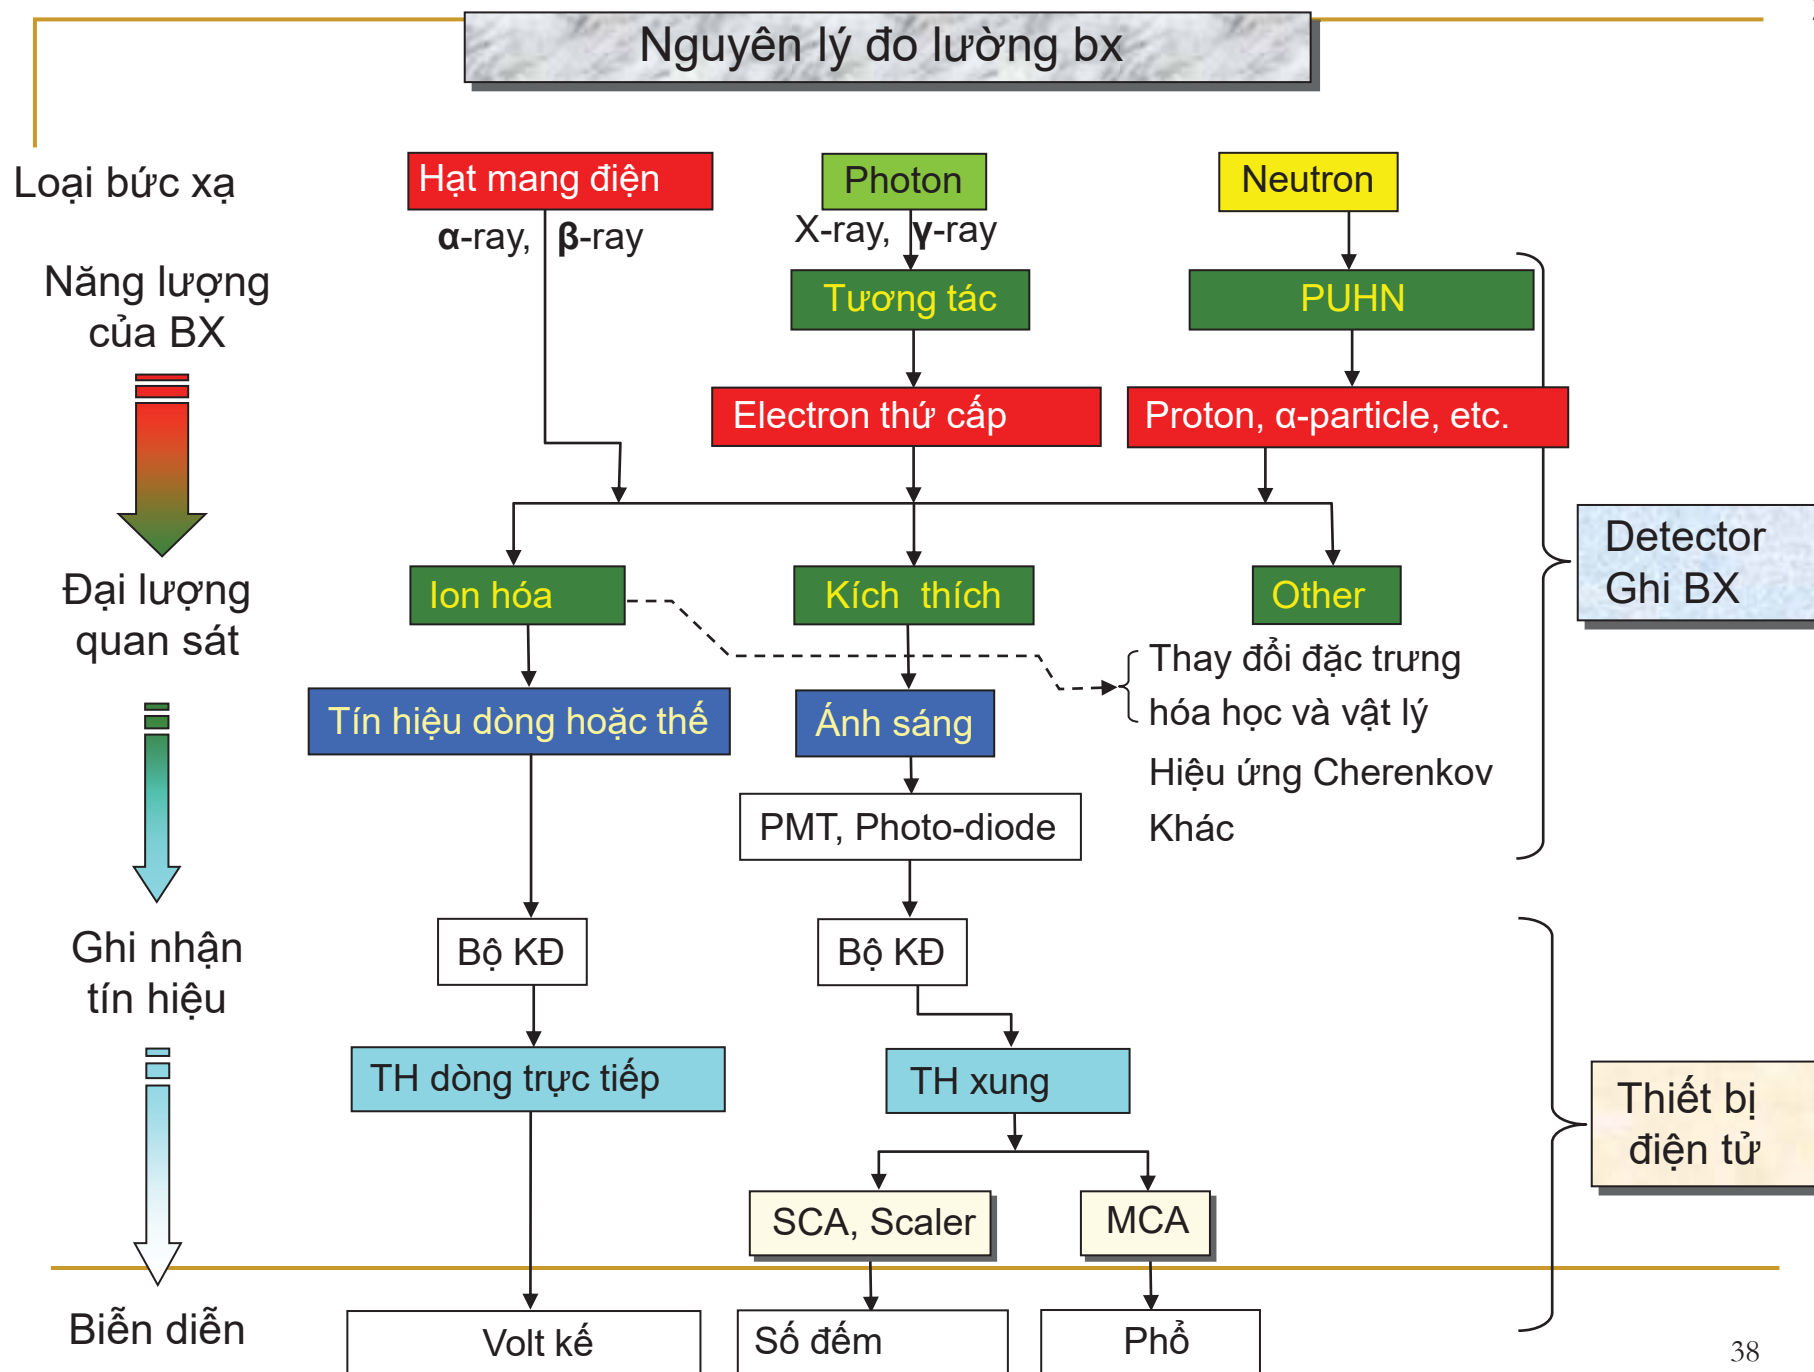 Nguyên lý đo lường bx
Loại bức xạ
Hạt mang điện
Photon
Neutron
α-ray, β-ray
X-ray, γ-ray
Năng lượng
của BX
Tương tác
PUHN
Electron thứ cấp
Proton, α-particle, etc.
Detector
Ghi BX
Đại lượng
quan sát
Ion hóa
Kích thích
Other
Thay đổi đặc trưng
hóa học và vật lý
Hiệu ứng Cherenkov
Khác
Tín hiệu dòng hoặc thế
Ánh sáng
PMT, Photo-diode
Ghi nhận
tín hiệu
Bộ KĐ
Bộ KĐ
TH dòng trực tiếp
TH xung
Thiết bị
điện tử
SCA, Scaler
MCA
Biễn diễn
Volt kế
Số đếm
Phổ
38